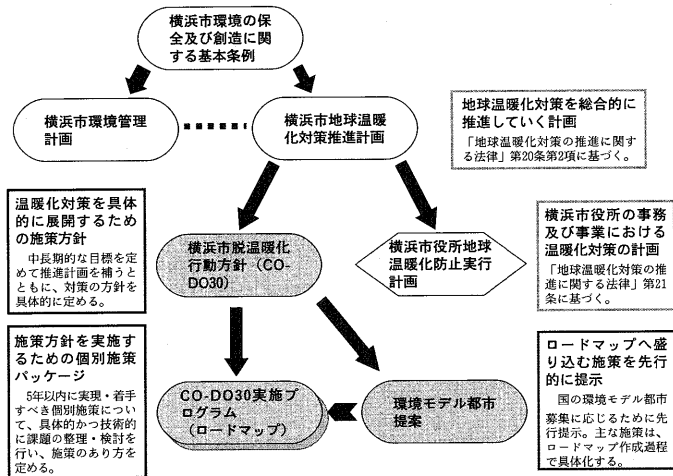 横浜市環境の保
全及び創造に関
する基本条例
横浜市環境管理
計画
横浜市地球温暖
化対策推進計画
地球温暖化対策を総合的に
推進していく計画
「地球温暖化対策の推進に関す
る法律」第20条第2項に基づく。
温暖化対策を具体
的に展開するため
の施策方針
中長期的な目標を定
めて推進計画を補うと
ともに、対策の方針を
具体的に定める。
横浜市脱温暖化
行動方針（CO-
DO30）
横浜市役所地球
温暖化防止実行
計画
横浜市役所の事務
及び事業における
温暖化対策の計画
「地球温暖化対策の推
進に関する法律」第21
条に基づく。
施策方針を実施す
るための個別施策
パッケージ
5年以内に実現・着手
すべき個別施策につい
て、具体的かつ技術的
に課題の整理・検討を
行い、施策のあり方を
定める。
CO-DO30実施プ
ログラム
（ロードマップ）
環境モデル都市
提案
ロードマップへ盛
り込む施策を先行
的に提示
国の環境モデル都市
募集に応じるために先
行提示。主な施策は、
ロードマップ作成過程
で具体化する。